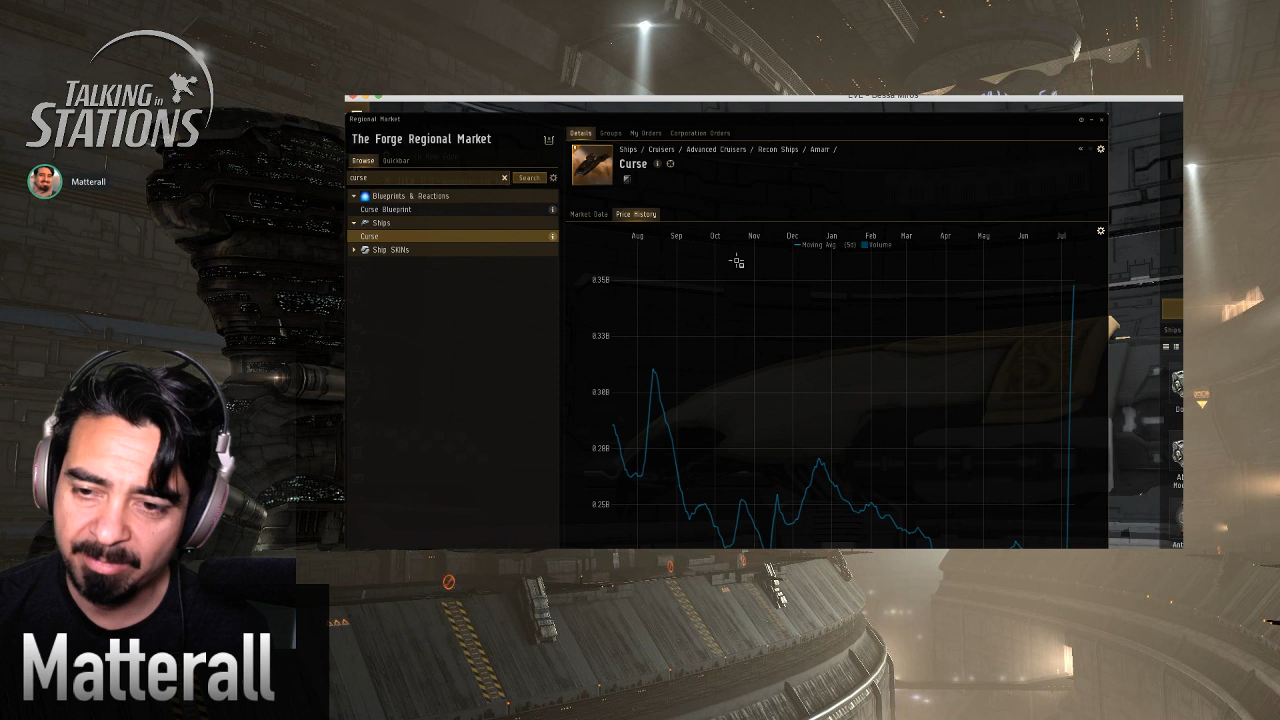 TALKING in
STATIONS
Matterall
Regional Market
The Forge Regional Market
Browse Quickbar
curse
Search
Blueprints & Reactions
Curse Blueprint
Ships
Curse
Ship SKINs
Details Groups My Orders Corporation Orders
Ships / Cruisers / Advanced Cruisers / Recon Ships / Amarr /
Curse
Market Data Price History
Aug Sep Oct Nov Dec Jan Feb Mar Apr May Jun Jul
Moving Avg (5d) Volume
0.35B
0.33B
0.30B
0.28B
0.25B
Ships
Matterall